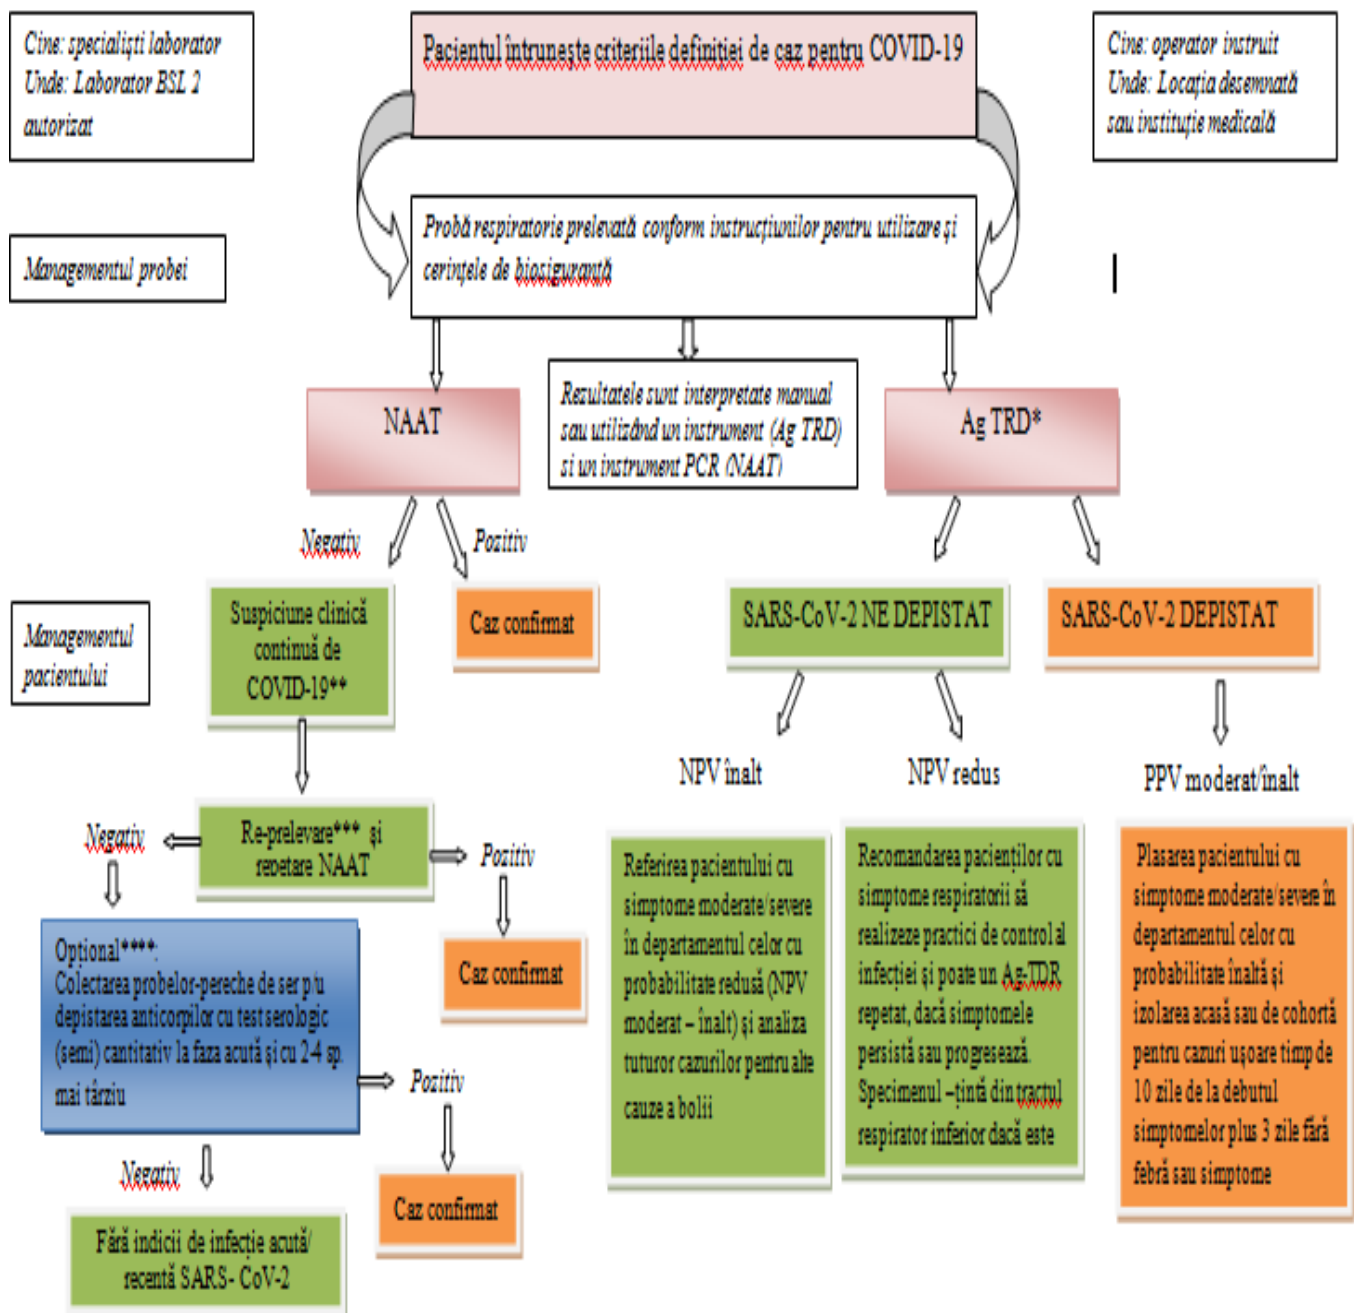 Cine: specialiști laborator
Unde: Laborator BSL 2
autorizat
Pacientul întrunește criteriile definiției de caz pentru COVID-19
Cine: operator instruit
Unde: Locația desemnată
sau instituție medicală
Managementul probei
Probă respiratorie prelevată conform instrucțiunilor pentru utilizare și
cerințele de biosiguranță
NAAT
Rezultatele sunt interpretate manual
sau utilizând un instrument (Ag TRD)
si un instrument PCR (NAAT)
Ag TRD*
Negativ
Pozitiv
Managementul
pacientului
Suspiciune clinică
continuă de
COVID-19**
Caz confirmat
SARS-CoV-2 NE DEPISTAT
SARS-CoV-2 DEPISTAT
NPV înalt
NPV redus
PPV moderat/înalt
Negativ
Re-prelevare*** și
repetare NAAT
Pozitiv
Caz confirmat
Opțional****:
Colectarea probelor-pereche de ser p/u
depistarea anticorpilor cu test serologic
(semi) cantitativ la faza acută și cu 2-4 sp.
mai târziu
Pozitiv
Caz confirmat
Negativ
Fără indicii de infecție acută/
recentă SARS- CoV-2
Referirea pacientului cu
simptome moderate/severe
în departamentul celor cu
probabilitate redusă (NPV
moderat – înalt) și analiza
tuturor cazurilor pentru alte
cauze a bolii
Recomandarea pacienților cu
simptome respiratorii să
realizeze practici de control al
infecției și poate un Ag-TDR
repetat, dacă simptomele
persistă sau progresează.
Specimenul –țintă din tractul
respirator inferior dacă este
Plasarea pacientului cu
simptome moderate/severe în
departamentul celor cu
probabilitate înaltă și
izolarea acasă sau de cohortă
pentru cazuri ușoare timp de
10 zile de la debutul
simptomelor plus 3 zile fără
febră sau simptome